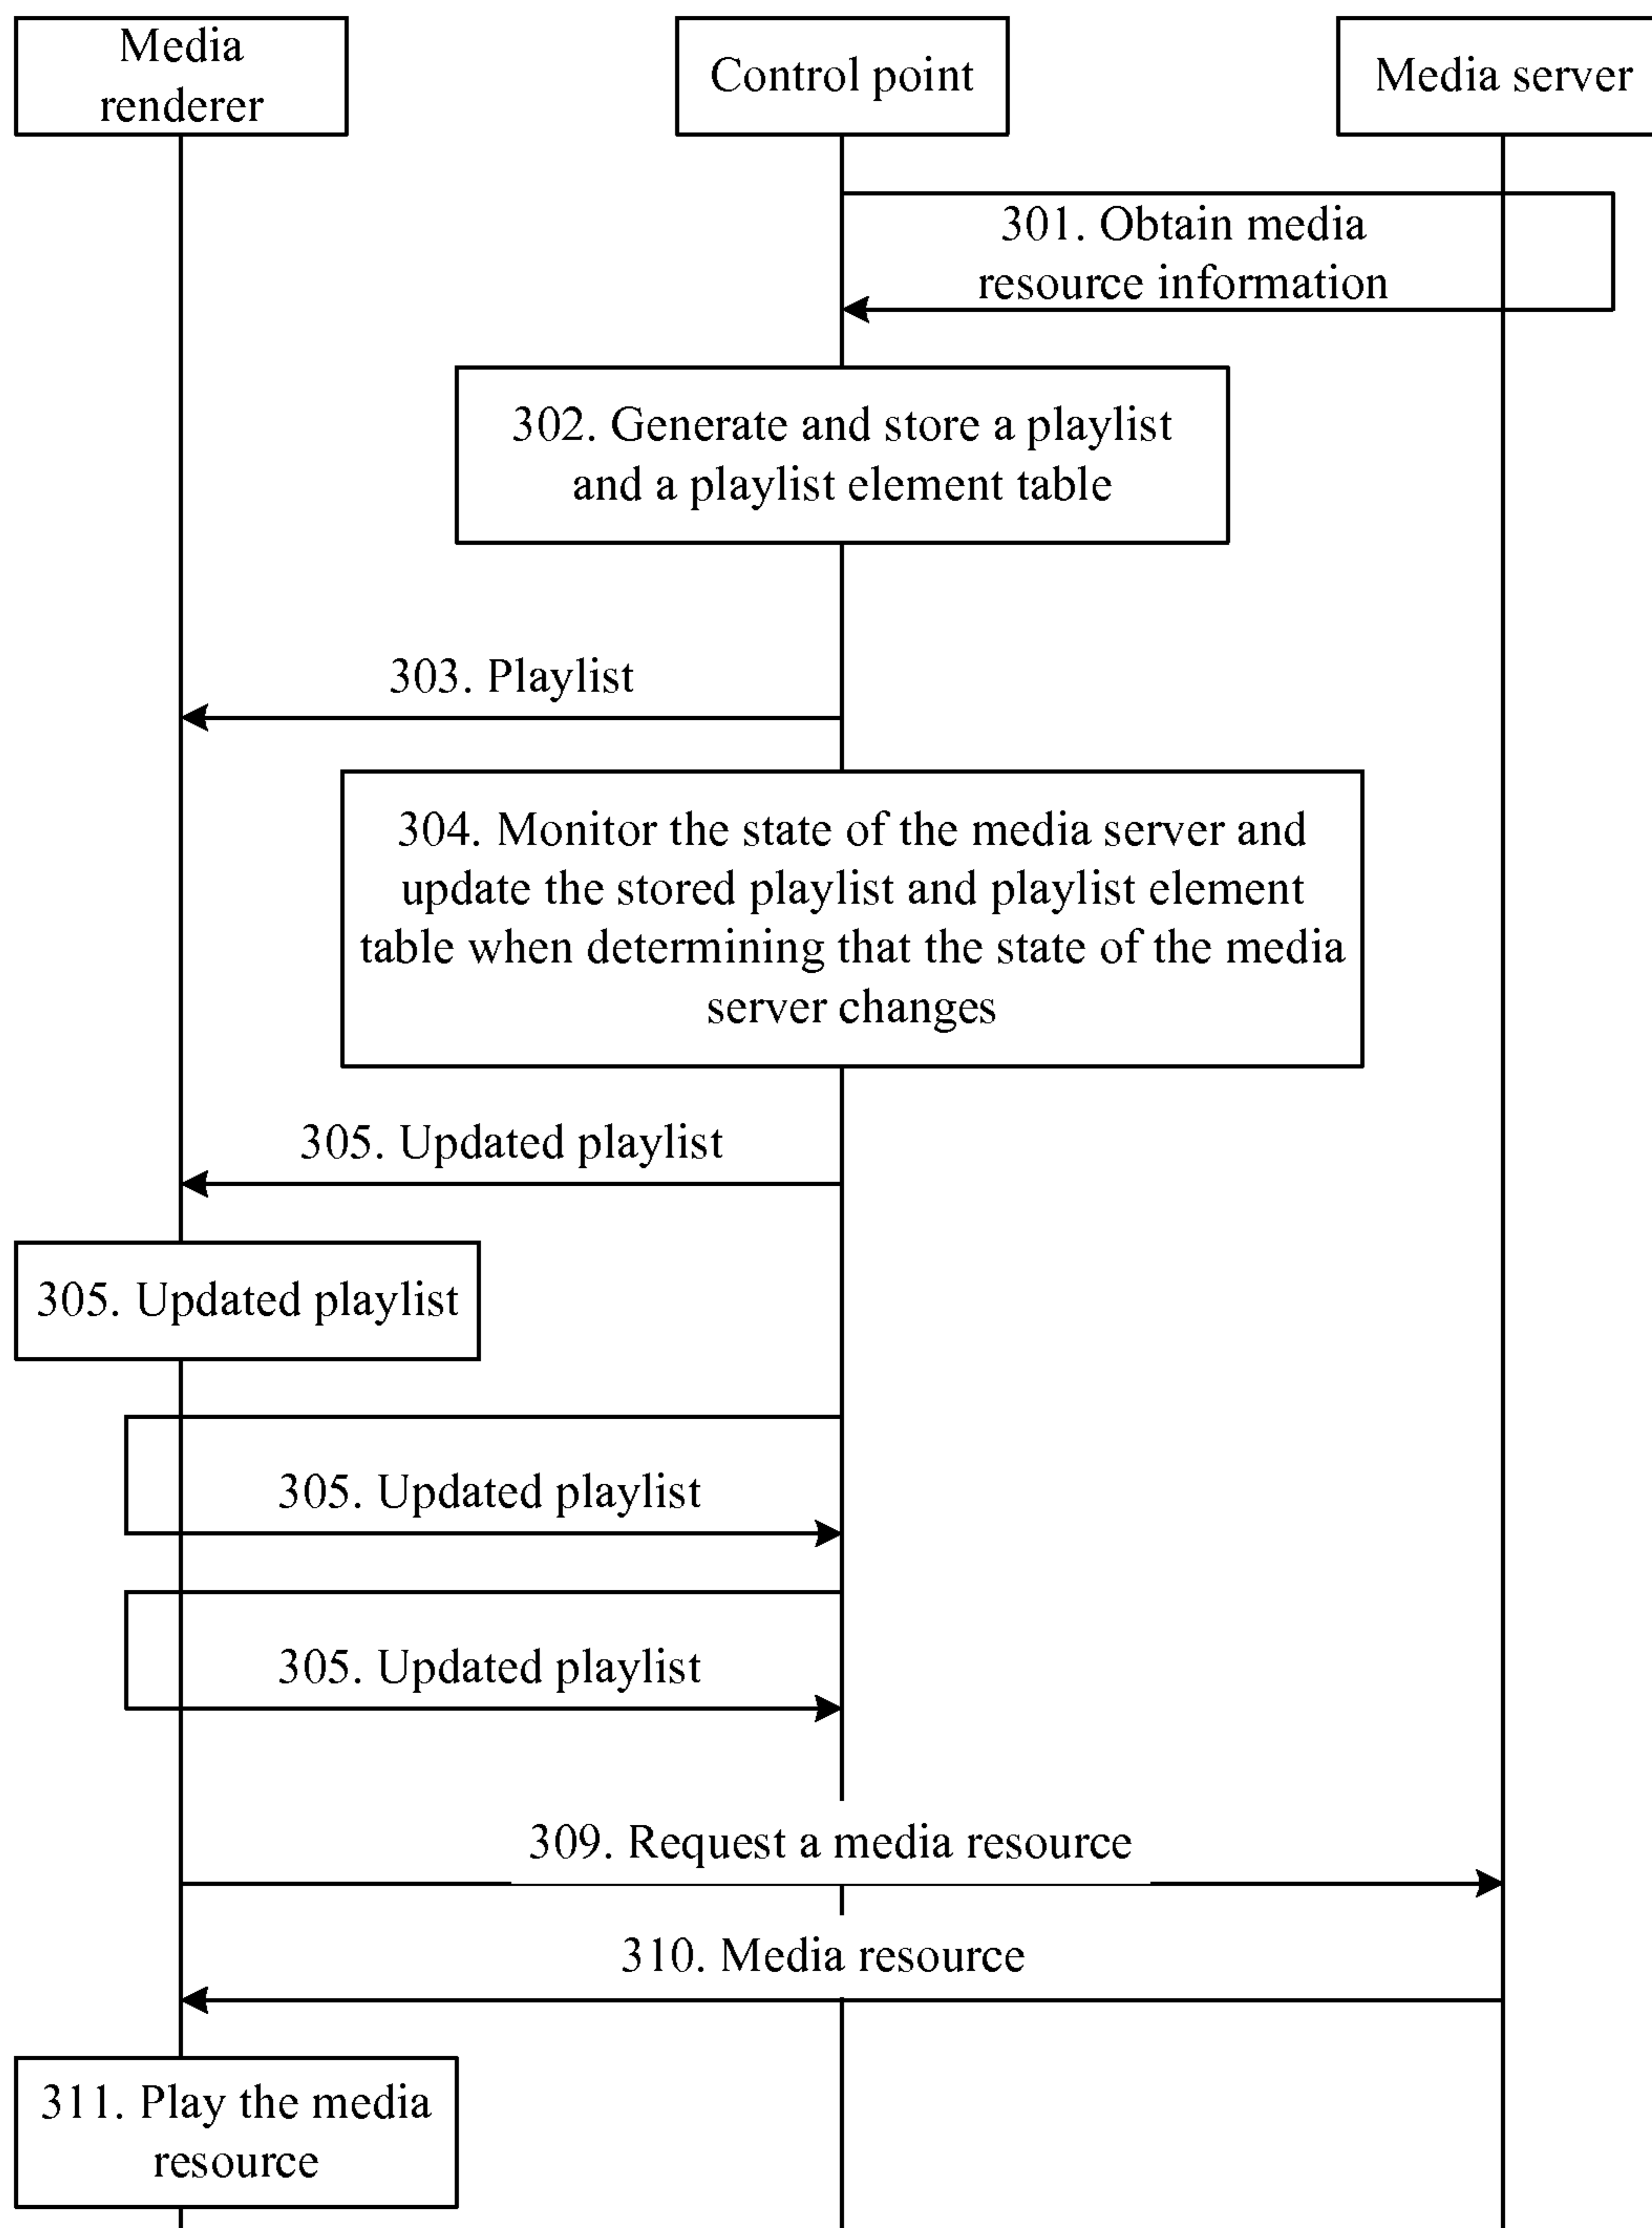 Media
renderer
Control point
Media server
301. Obtain media
resource information
302. Generate and store a playlist
and a playlist element table
303. Playlist
304. Monitor the state of the media server and
update the stored playlist and playlist element
table when determining that the state of the media
server changes
305. Updated playlist
305. Updated playlist
305. Updated playlist
305. Updated playlist
309. Request a media resource
310. Media resource
311. Play the media
resource